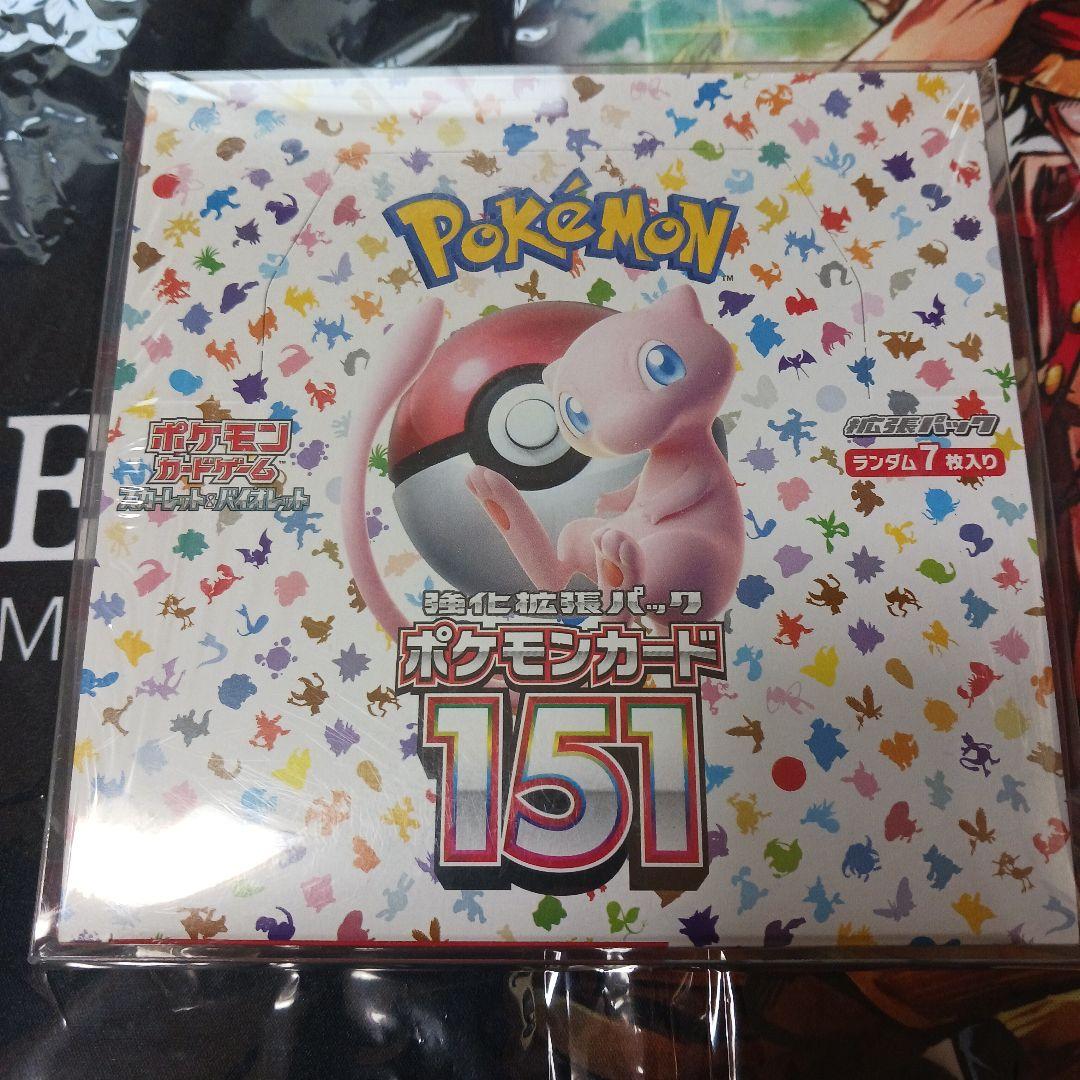 POKéMON
TM
ポケモン
カードゲーム
TM
スカーレット&バイオレット
拡張パック
ランダム7枚入り
強化拡張パック
ポケモンカード
151
E
M